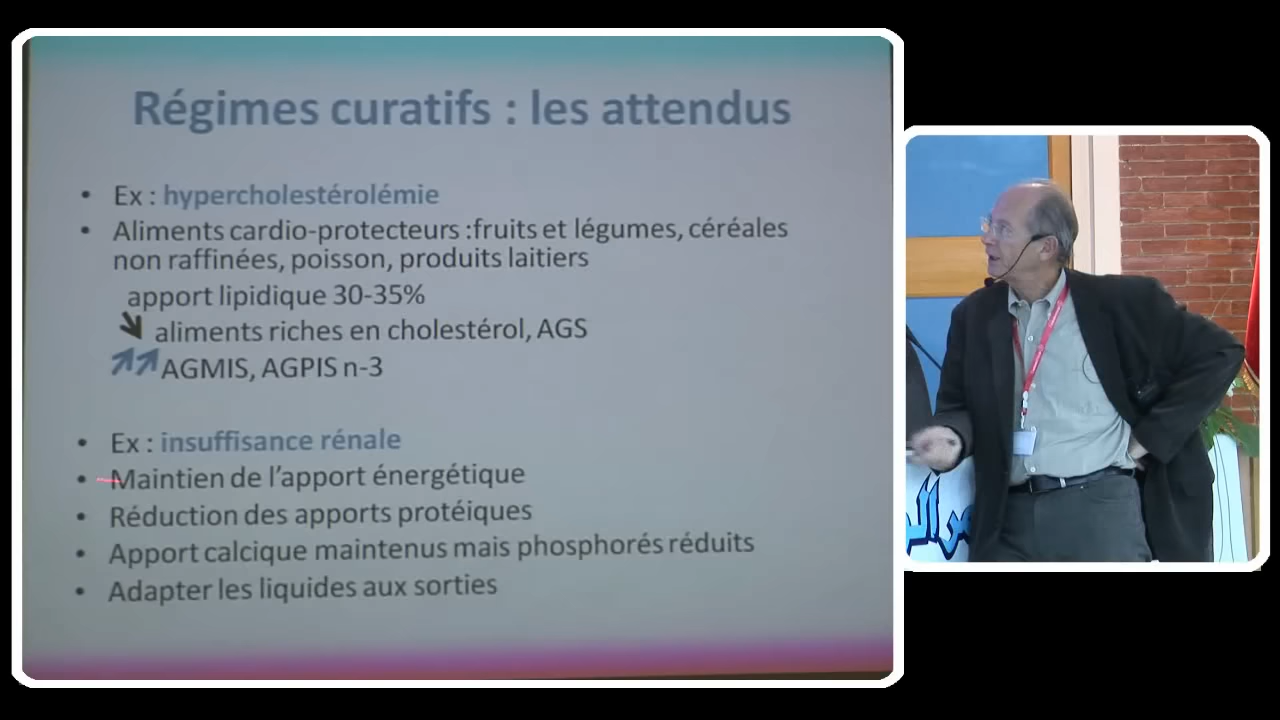 Régimes curatifs : les attendus
• Ex : hypercholestérolémie
• Aliments cardio-protecteurs :fruits et légumes, céréales
non raffinées, poisson, produits laitiers
apport lipidique 30-35%
aliments riches en cholestérol, AGS
AGMIS, AGPIS n-3
• Ex : insuffisance rénale
• Maintien de l’apport énergétique
• Réduction des apports protéiques
• Apport calcique maintenus mais phosphorés réduits
• Adapter les liquides aux sorties